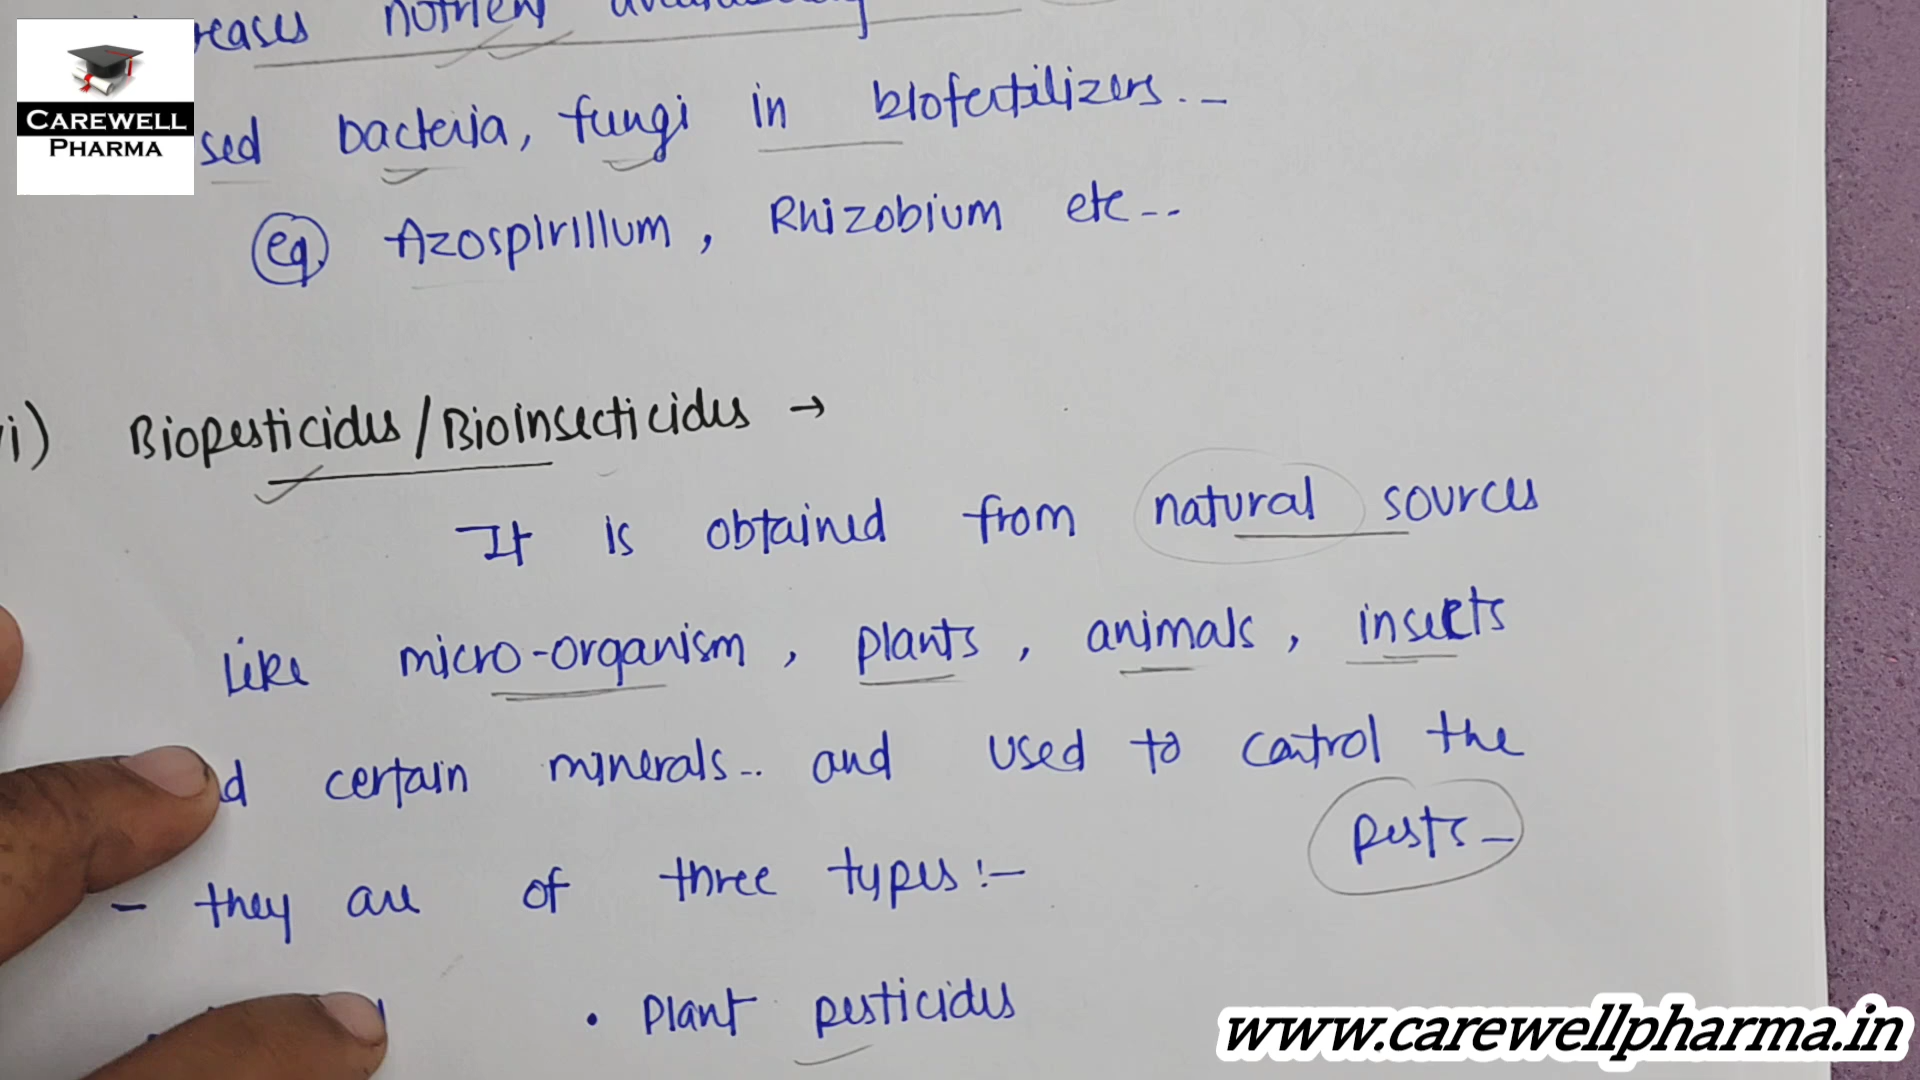 reases nutrient
CAREWELL
PHARMA
sed bacteria, fungi in biofertilizers..-
eg. Azospirillum, Rhizobium etc--
i) Biopesticides/Bioinsecticides →
It is obtained from natural sources
like micro-organism, plants, animals, insects
d certain minerals.. and used to control the
pests-
- they are of three types:-
• Plant pesticides
www.carewellpharma.in